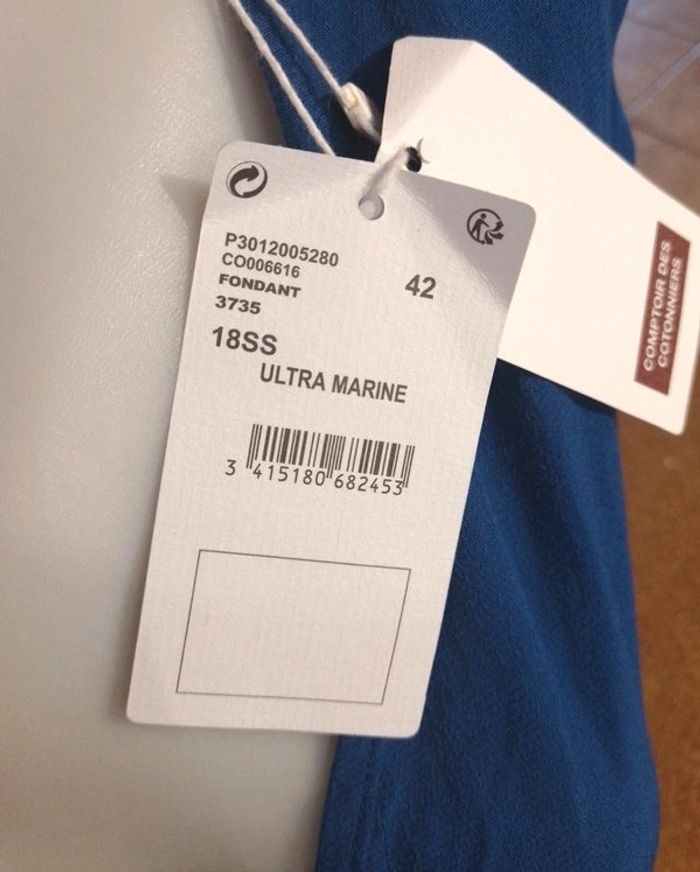 P3012005280
CO006616
FONDANT
3735
42
18SS
ULTRA MARINE
3 415180 682453
COMPTOIR DES
COTONNIERS